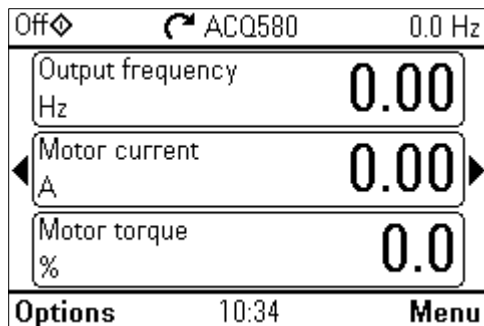 Off ACQ580 0.0 Hz
Output frequency
Hz
0.00
Motor current
A
0.00
Motor torque
%
0.0
Options 10:34 Menu